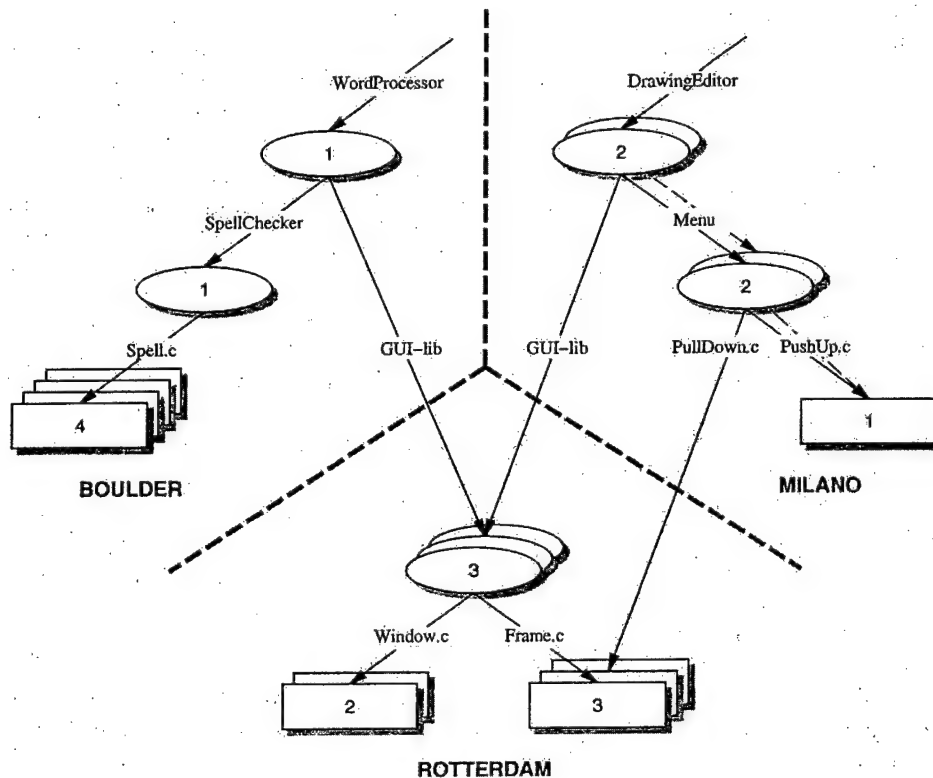 WordProcessor
DrawingEditor
1
2
SpellChecker
Menu
1
2
Spell.c
GUI-lib
GUI-lib
PullDown.c
PushUp.c
4
1
BOULDER
MILANO
3
Window.c
Frame.c
2
3
ROTTERDAM